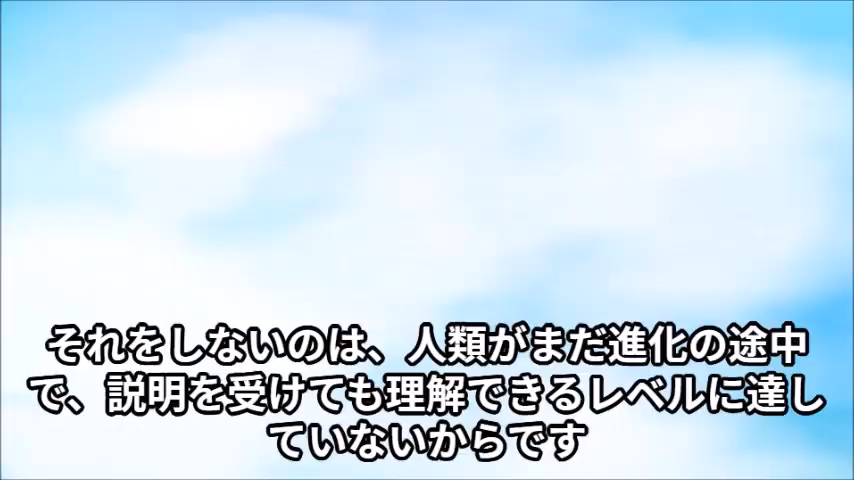 それをしないのは、人類がまだ進化の途中
で、説明を受けても理解できるレベルに達し
ていないからです